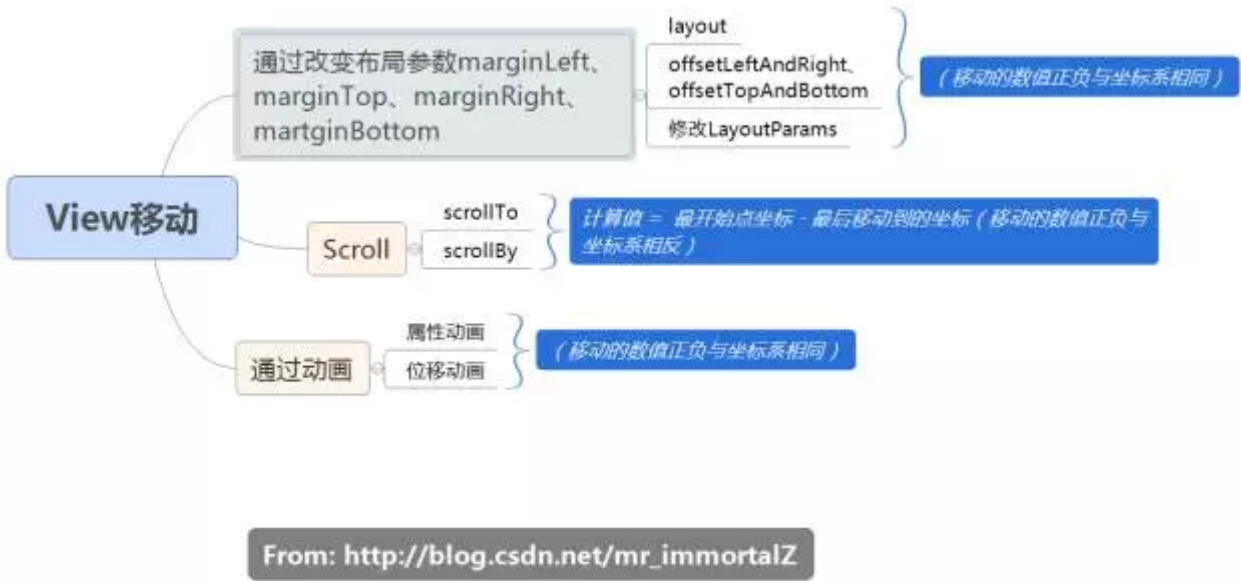 通过改变布局参数marginLeft、
marginTop、marginRight、
martginBottom
layout
offsetLeftAndRight、
offsetTopAndBottom
修改LayoutParams
（移动的数值正负与坐标系相同）
View移动
Scroll
scrollTo
scrollBy
计算值 = 最开始点坐标 - 最后移动到的坐标（移动的数值正负与
坐标系相反）
通过动画
属性动画
位移动画
（移动的数值正负与坐标系相同）
From: http://blog.csdn.net/mr_immortalZ